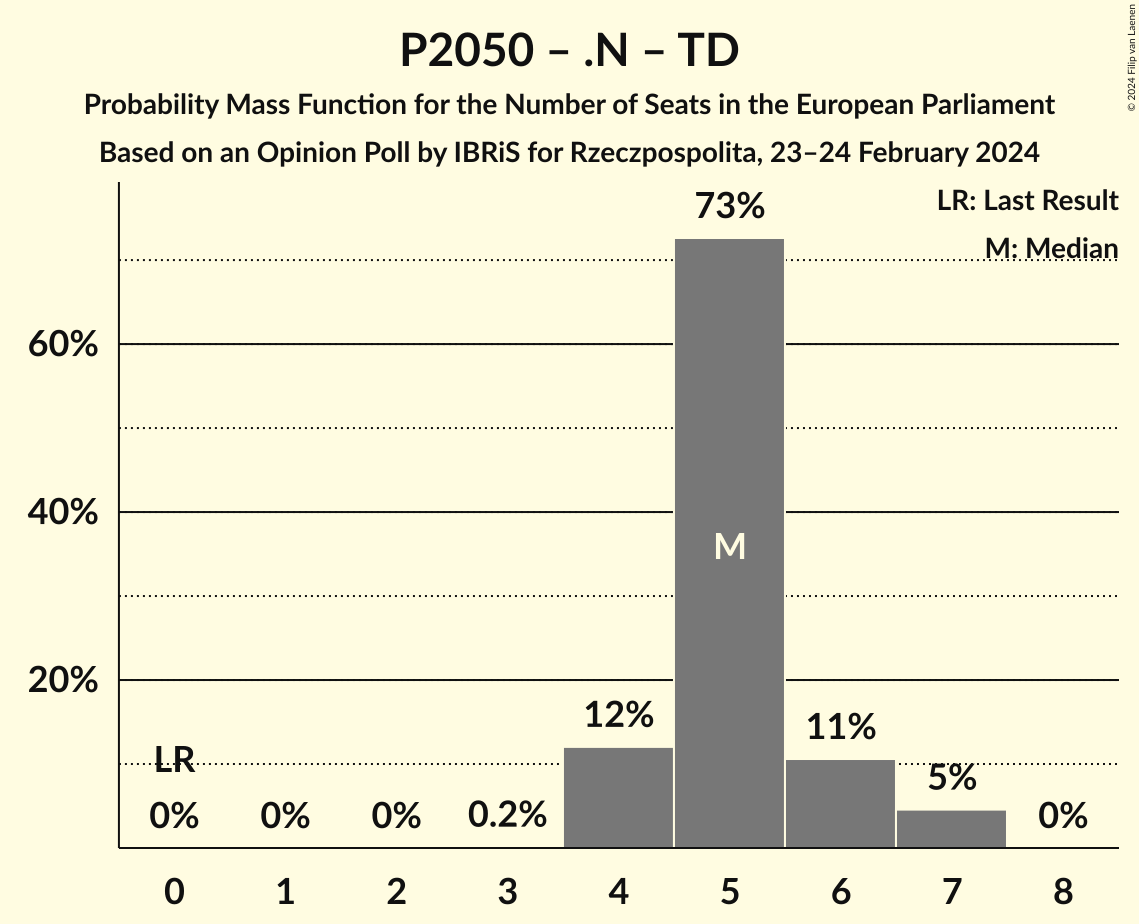 P2050 – .N – TD
Probability Mass Function for the Number of Seats in the European Parliament
Based on an Opinion Poll by IBRiS for Rzeczpospolita, 23–24 February 2024
© 2024 Filip van Laenen
LR: Last Result
M: Median
60%
40%
20%
LR
0%
0%
0%
0.2%
12%
73%
M
11%
5%
0%
0
1
2
3
4
5
6
7
8